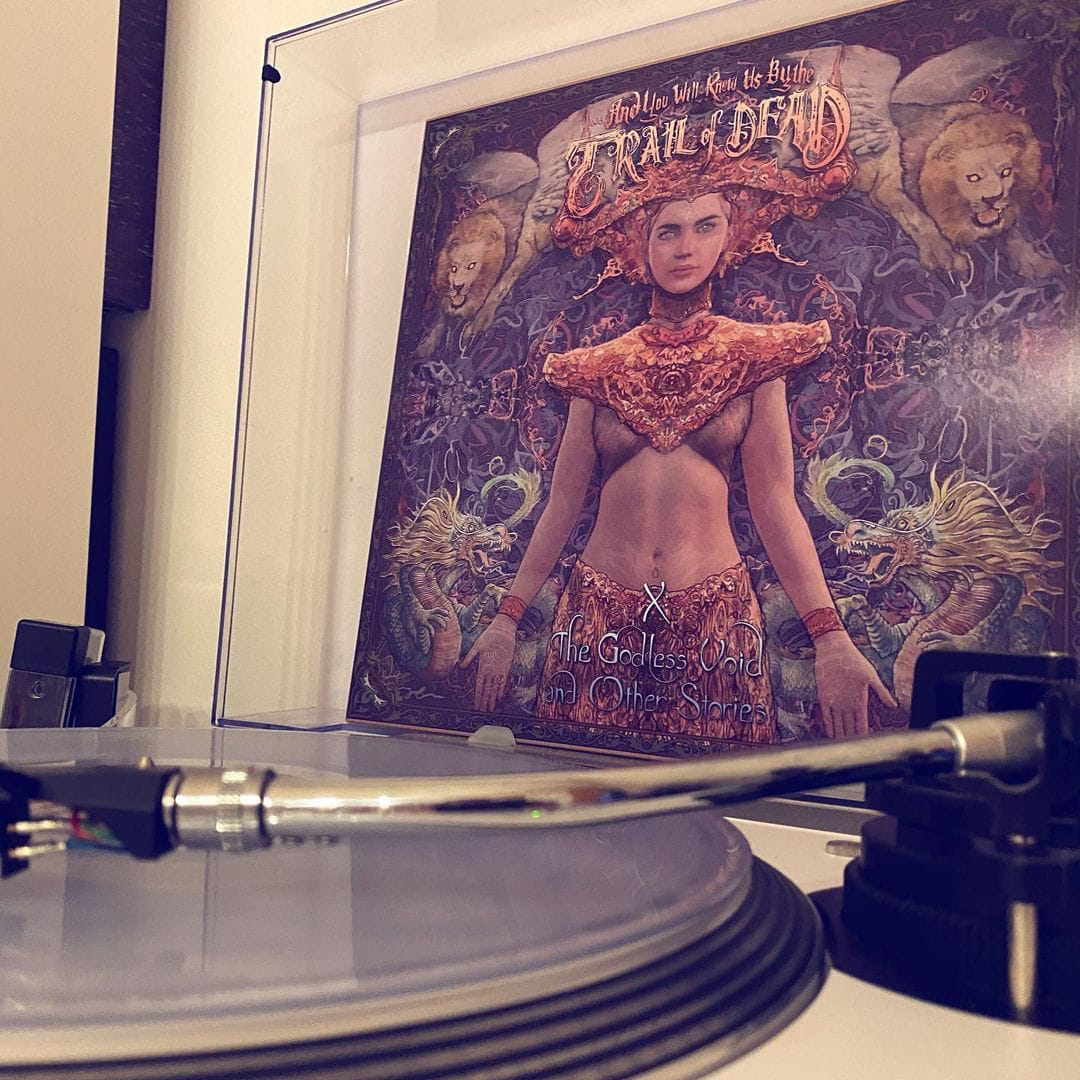 And You Will Know Us By the
TRAIL of DEAD
X
The Godless Void
and Other Stories